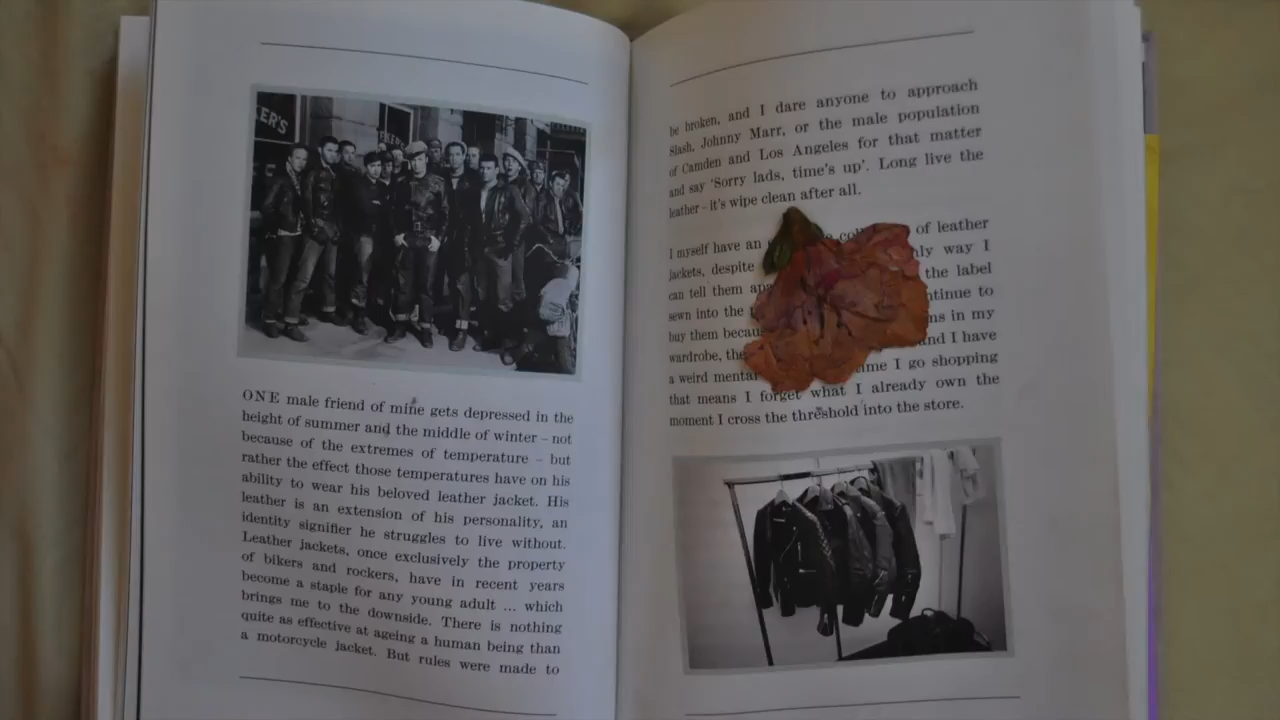 KER'S
ONE male friend of mine gets depressed in the
height of summer and the middle of winter – not
because of the extremes of temperature – but
rather the effect those temperatures have on his
ability to wear his beloved leather jacket. His
leather is an extension of his personality, an
identity signifier he struggles to live without.
Leather jackets, once exclusively the property
of bikers and rockers, have in recent years
become a staple for any young adult ... which
brings me to the downside. There is nothing
quite as effective at ageing a human being than
a motorcycle jacket. But rules were made to
be broken, and I dare anyone to approach
Slash, Johnny Marr, or the male population
of Camden and Los Angeles for that matter
and say 'Sorry lads, time's up'. Long live the
leather – it's wipe clean after all.
I myself have an of leather
jackets, despite way I
can tell them the label
sewn into the to
buy them in my
wardrobe, and I have
a weird mental time I go shopping
that means I forget what I already own the
moment I cross the threshold into the store.